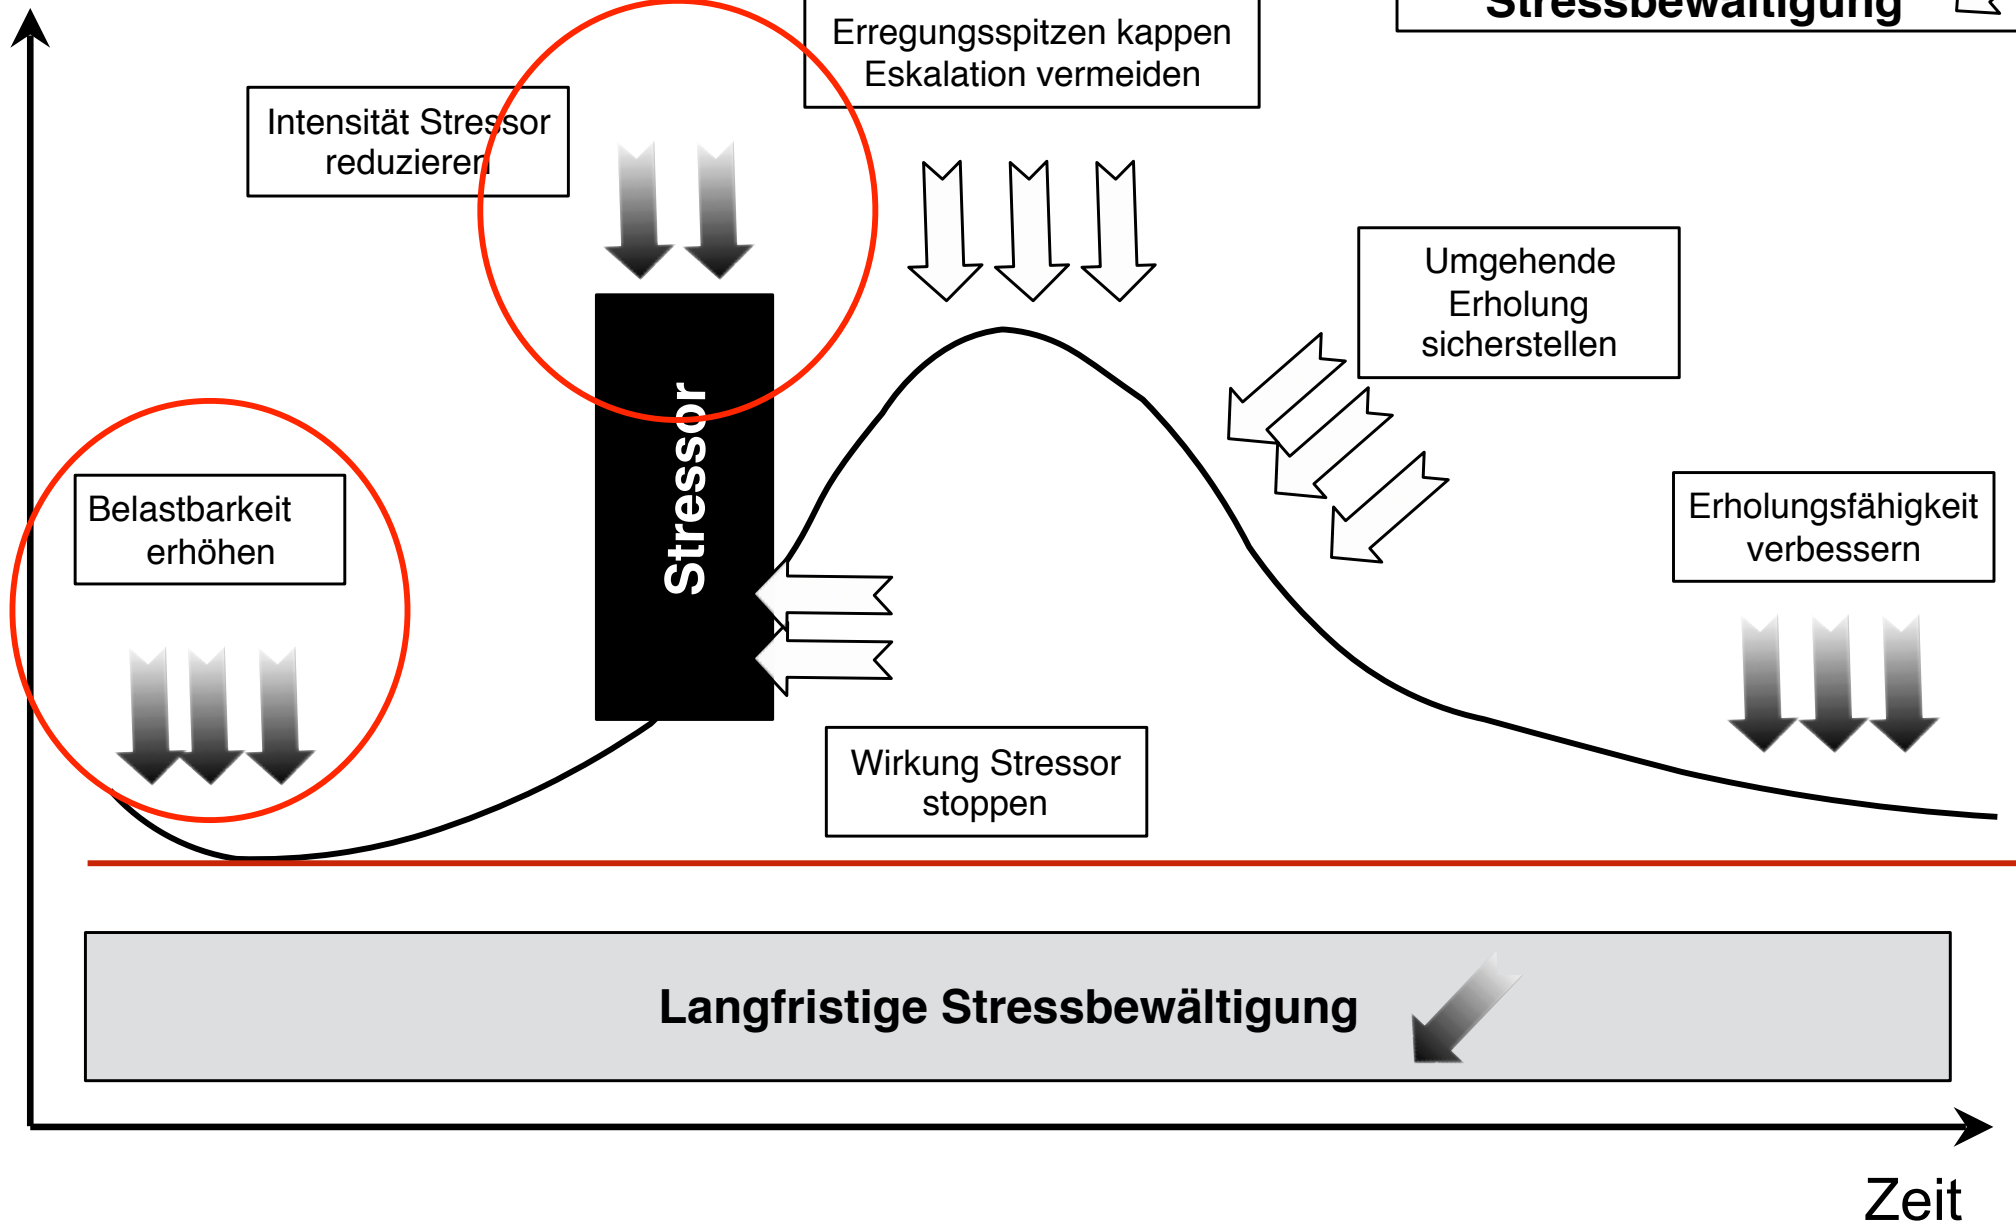 Stressbewältigung
Erregungsspitzen kappen
Eskalation vermeiden
Intensität Stressor
reduzieren
Umgehende
Erholung
sicherstellen
Stressor
Belastbarkeit
erhöhen
Erholungsfähigkeit
verbessern
Wirkung Stressor
stoppen
Langfristige Stressbewältigung
Zeit